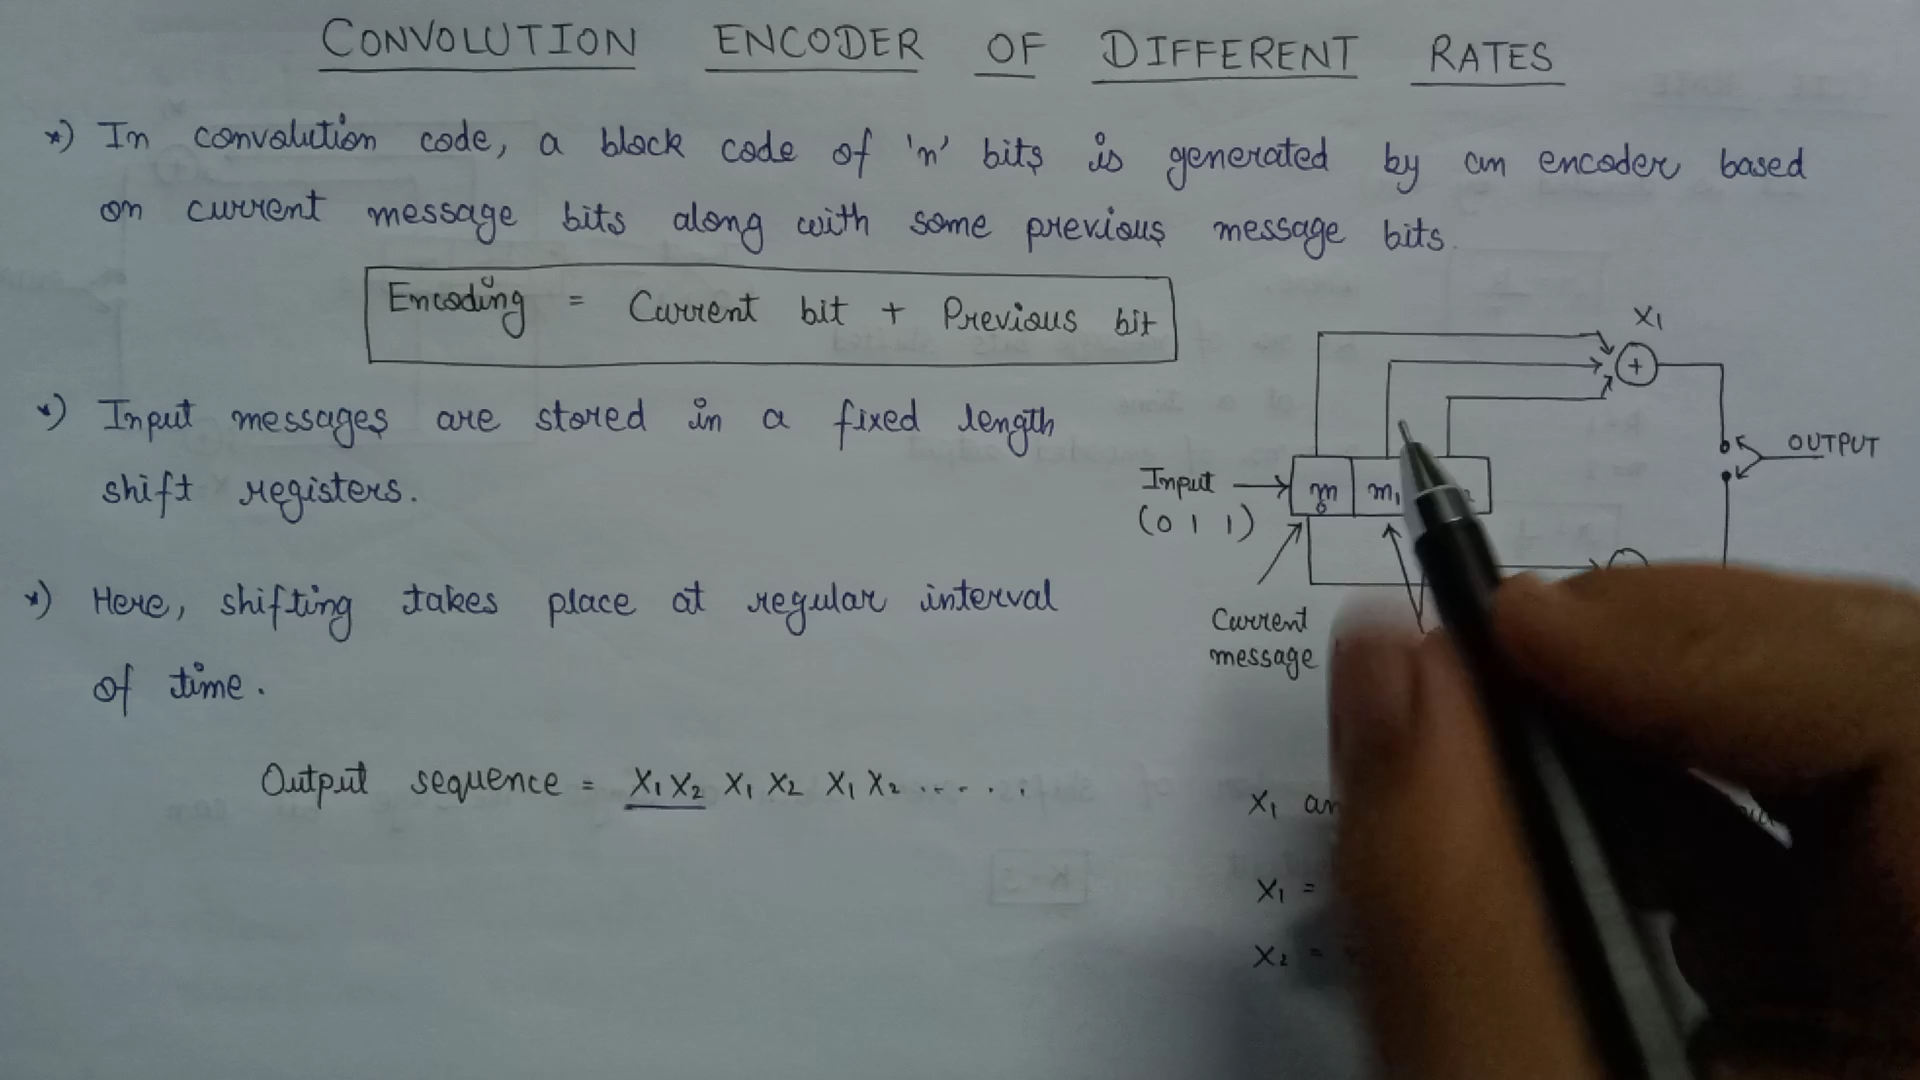 CONVOLUTION ENCODER OF DIFFERENT RATES
*) In convolution code, a block code of 'n' bits is generated by an encoder based
on current message bits along with some previous message bits.
Encoding = Current bit + Previous bit
*) Input messages are stored in a fixed length
shift registers.
*) Here, shifting takes place at regular interval
of time.
Output sequence = X1 X2 X1 X2 X1 X2 ......
X1
+
OUTPUT
Input
(0 1 1)
m0 m1
Current
message
X1
X1 =
X2 =